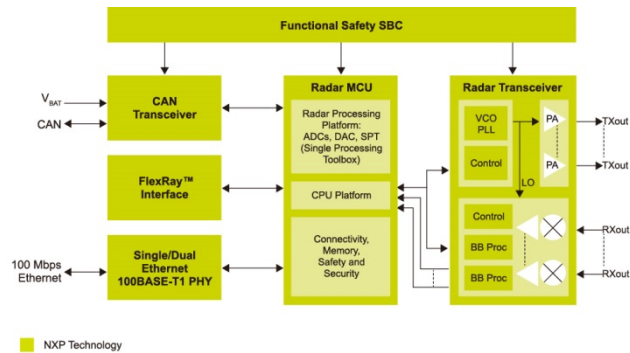 Functional Safety SBC
CAN
Transceiver
Radar MCU
Radar Transceiver
VBAT
CAN
Radar Processing
Platform:
ADCs, DAC, SPT
(Single Processing
Toolbox)
VCO
PLL
PA
TXout
Control
PA
TXout
FlexRay™
Interface
CPU Platform
LO
Control
RXout
Single/Dual
Ethernet
100BASE-T1 PHY
100 Mbps
Ethernet
Connectivity,
Memory,
Safety and
Security
BB Proc
BB Proc
RXout
NXP Technology